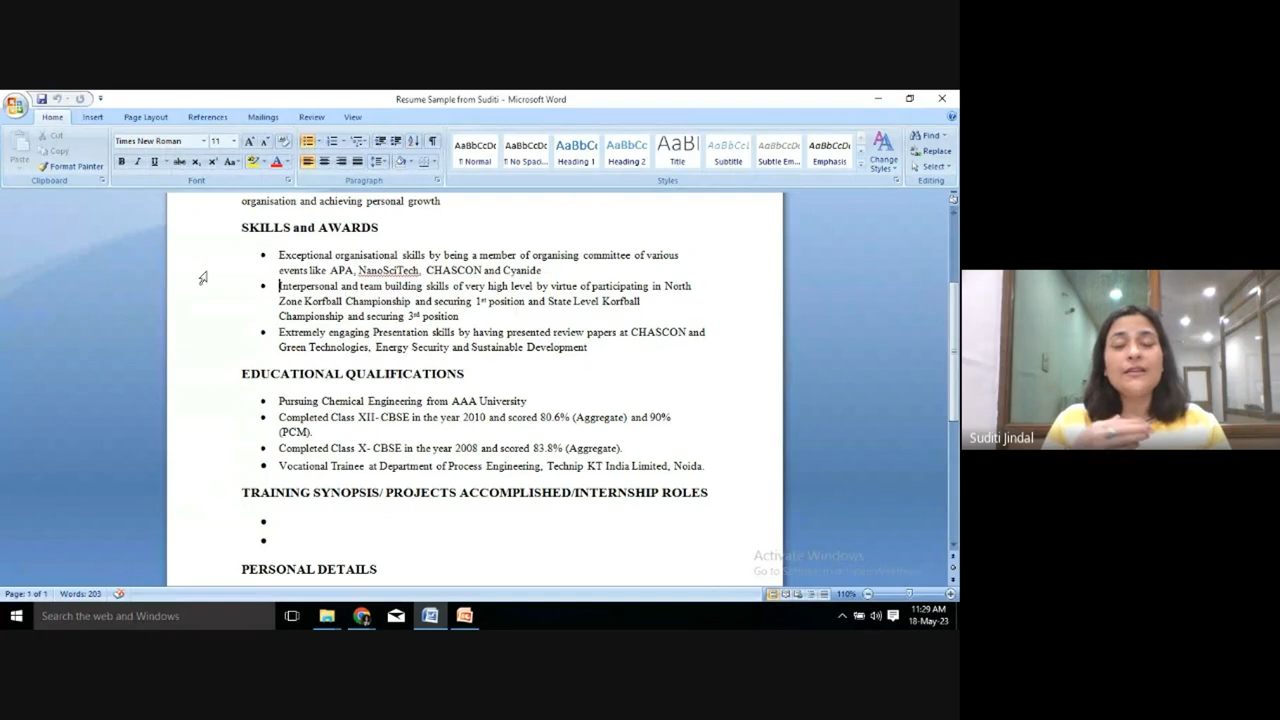 Resume Sample from Suditi - Microsoft Word
Home Insert Page Layout References Mailings Review View
Paste
Cut
Copy
Format Painter
Clipboard
Times New Roman 11
B I U abc x₂ x² Aa
Font
Paragraph
AaBbCcDc AaBbCcDc AaBbC AaBbCc AaBl AaBbCcL AaBbCcDc AaBbCcDc
¶ Normal ¶ No Spaci... Heading 1 Heading 2 Title Subtitle Subtle Em... Emphasis
Change Styles
Styles
Find
Replace
Select
Editing
organisation and achieving personal growth
SKILLS and AWARDS
• Exceptional organisational skills by being a member of organising committee of various
events like APA, NanoSciTech, CHASCON and Cyanide
• Interpersonal and team building skills of very high level by virtue of participating in North
Zone Korfball Championship and securing 1st position and State Level Korfball
Championship and securing 3rd position
• Extremely engaging Presentation skills by having presented review papers at CHASCON and
Green Technologies, Energy Security and Sustainable Development
EDUCATIONAL QUALIFICATIONS
• Pursuing Chemical Engineering from AAA University
• Completed Class XII- CBSE in the year 2010 and scored 80.6% (Aggregate) and 90%
(PCM).
• Completed Class X- CBSE in the year 2008 and scored 83.8% (Aggregate).
• Vocational Trainee at Department of Process Engineering, Technip KT India Limited, Noida.
TRAINING SYNOPSIS/ PROJECTS ACCOMPLISHED/INTERNSHIP ROLES
•
•
PERSONAL DETAILS
Activate Windows
Go to
Page: 1 of 1 Words: 203 110%
Search the web and Windows
11:29 AM
18-May-23
Suditi Jindal